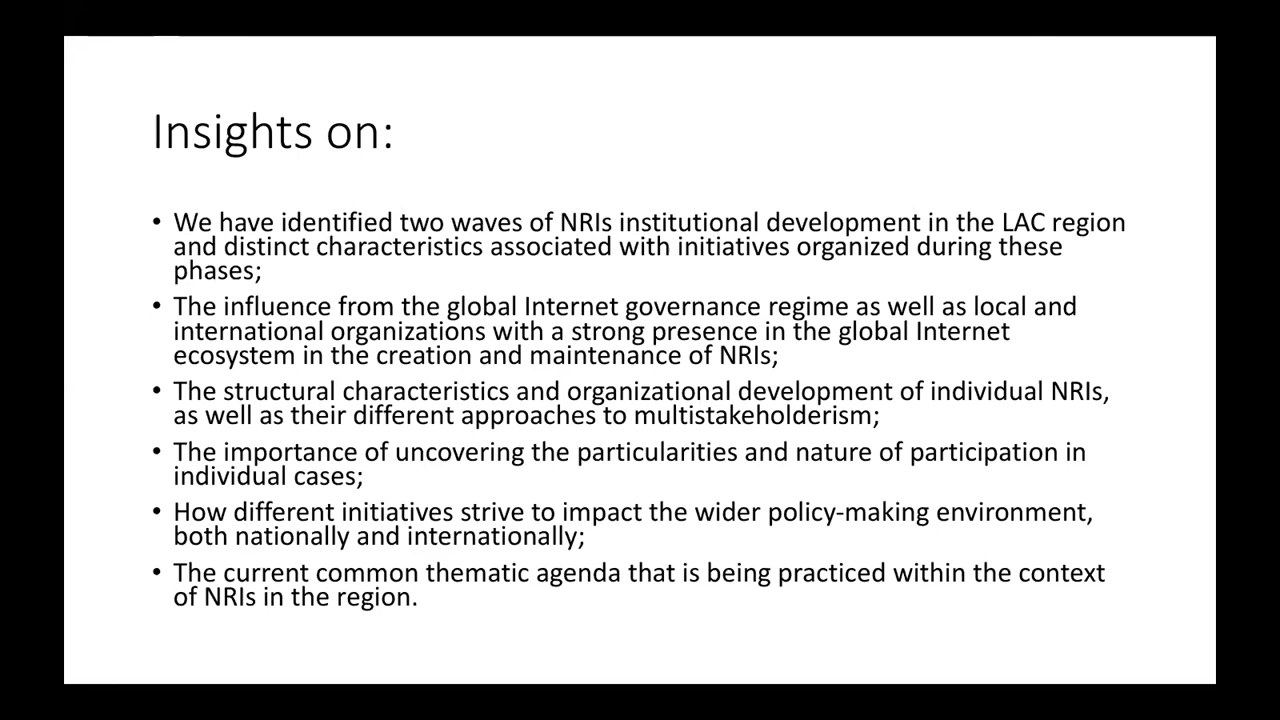 Insights on:
• We have identified two waves of NRIs institutional development in the LAC region
and distinct characteristics associated with initiatives organized during these
phases;
• The influence from the global Internet governance regime as well as local and
international organizations with a strong presence in the global Internet
ecosystem in the creation and maintenance of NRIs;
• The structural characteristics and organizational development of individual NRIs,
as well as their different approaches to multistakeholderism;
• The importance of uncovering the particularities and nature of participation in
individual cases;
• How different initiatives strive to impact the wider policy-making environment,
both nationally and internationally;
• The current common thematic agenda that is being practiced within the context
of NRIs in the region.